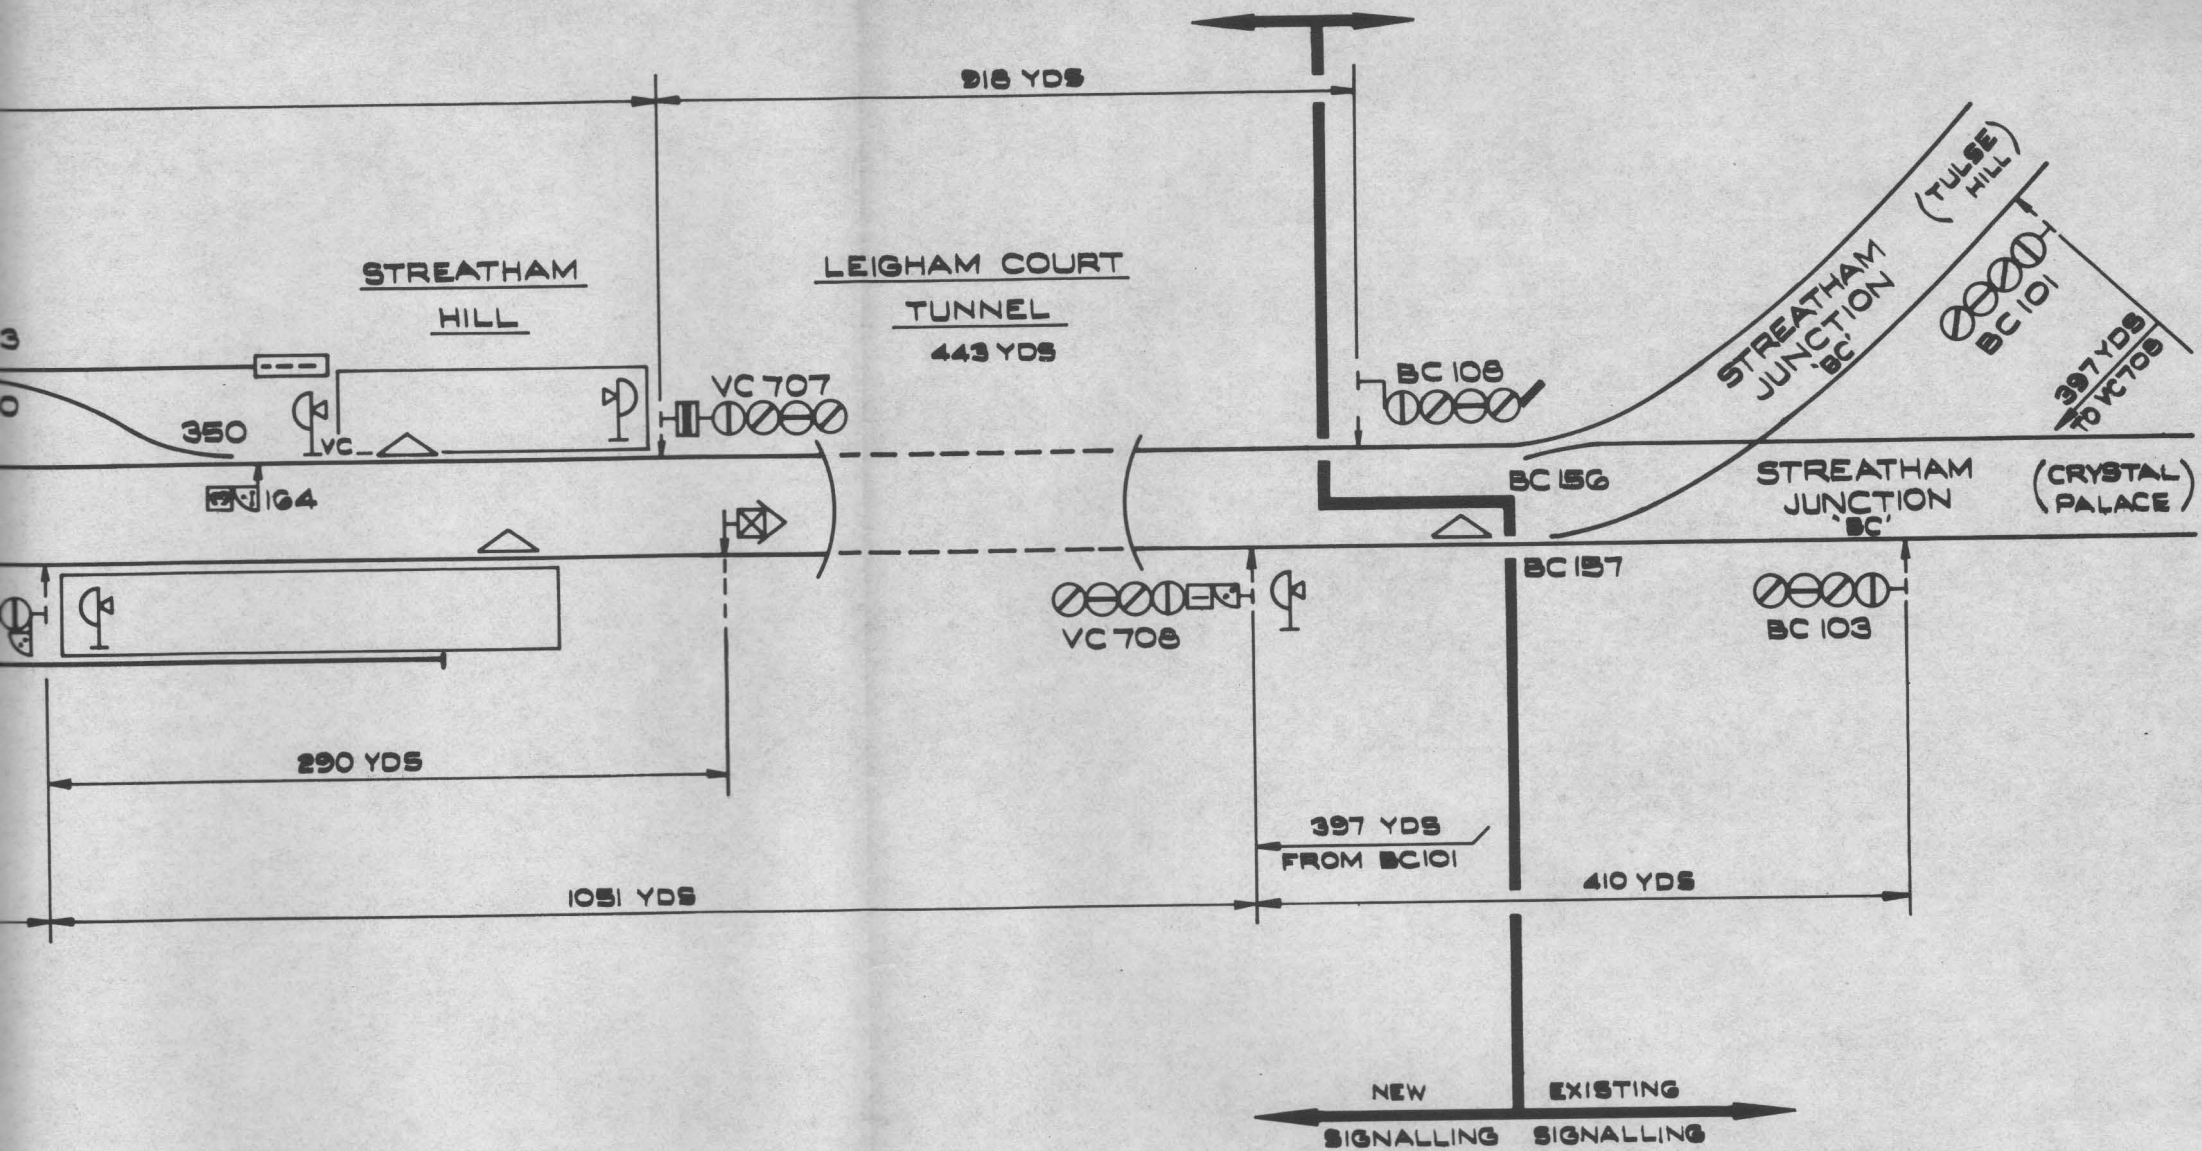 918 YDS
STREATHAM
HILL
LEIGHAM COURT
TUNNEL
443 YDS
3
0
350
VC
164
VC 707
BC 108
STREATHAM
JUNCTION
'BC'
(TULSE
HILL)
BC 101
397 YDS
TO VC 708
BC 156
STREATHAM
JUNCTION
'BC'
(CRYSTAL
PALACE)
BC 157
VC 708
BC 103
290 YDS
397 YDS
FROM BC101
1051 YDS
410 YDS
NEW
SIGNALLING
EXISTING
SIGNALLING